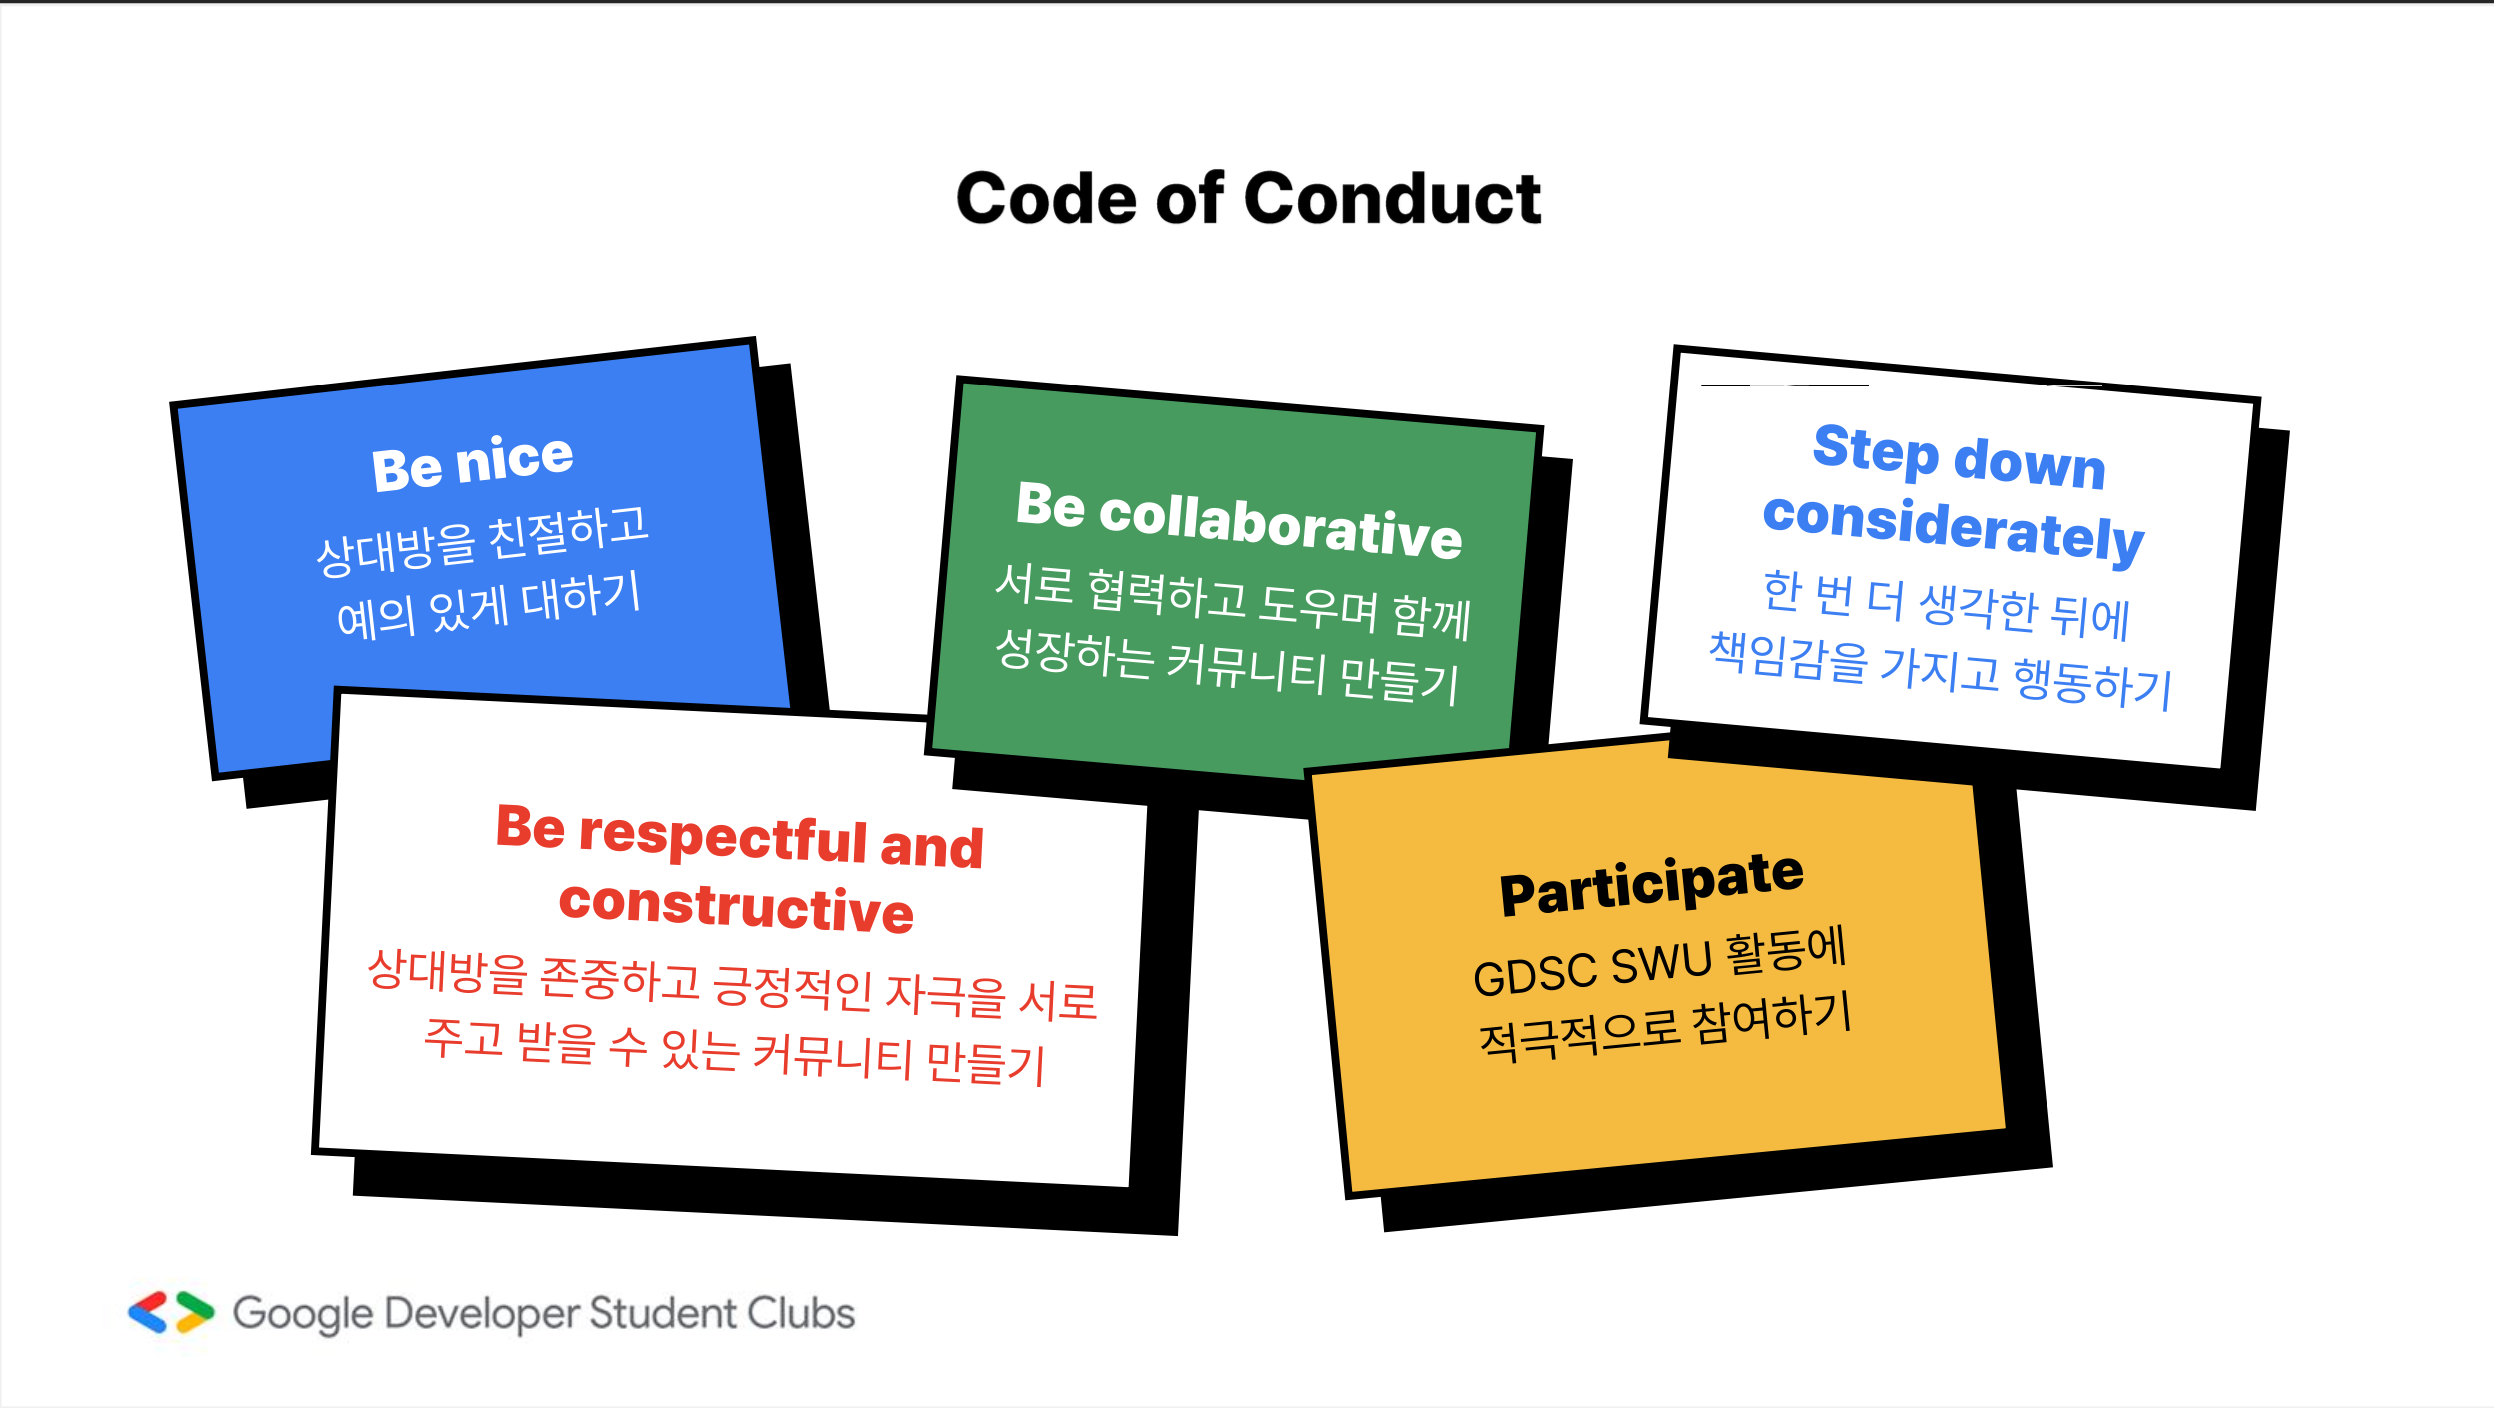 Code of Conduct
Be nice
상대방을 친절하고
예의 있게 대하기
Be collaborative
서로 협력하고 도우며 함께
성장하는 커뮤니티 만들기
Step down
considerately
한 번 더 생각한 뒤에
책임감을 가지고 행동하기
Be respectful and
constructive
상대방을 존중하고 긍정적인 자극을 서로
주고 받을 수 있는 커뮤니티 만들기
Participate
GDSC SWU 활동에
적극적으로 참여하기
Google Developer Student Clubs